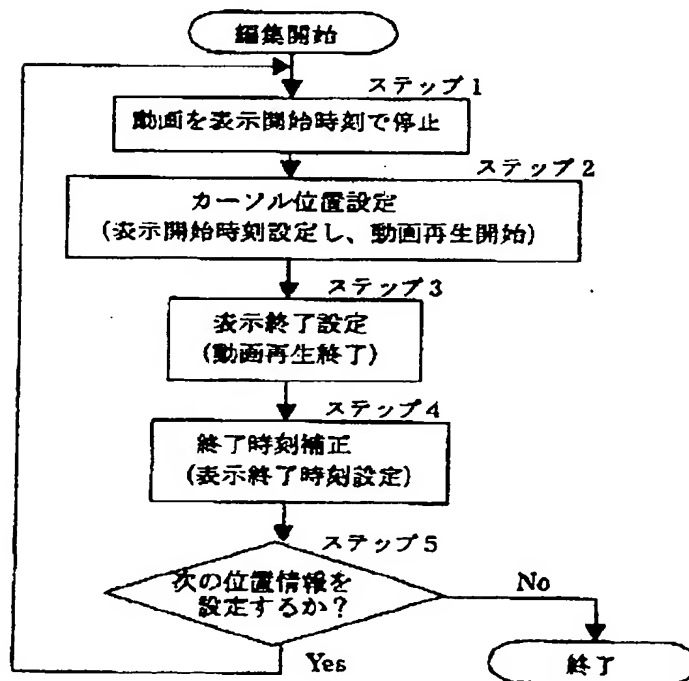 編集開始
ステップ1
動画を表示開始時刻で停止
ステップ2
カーソル位置設定
(表示開始時刻設定し、動画再生開始)
ステップ3
表示終了設定
(動画再生終了)
ステップ4
終了時刻補正
(表示終了時刻設定)
ステップ5
次の位置情報を
設定するか?
No
Yes
終了